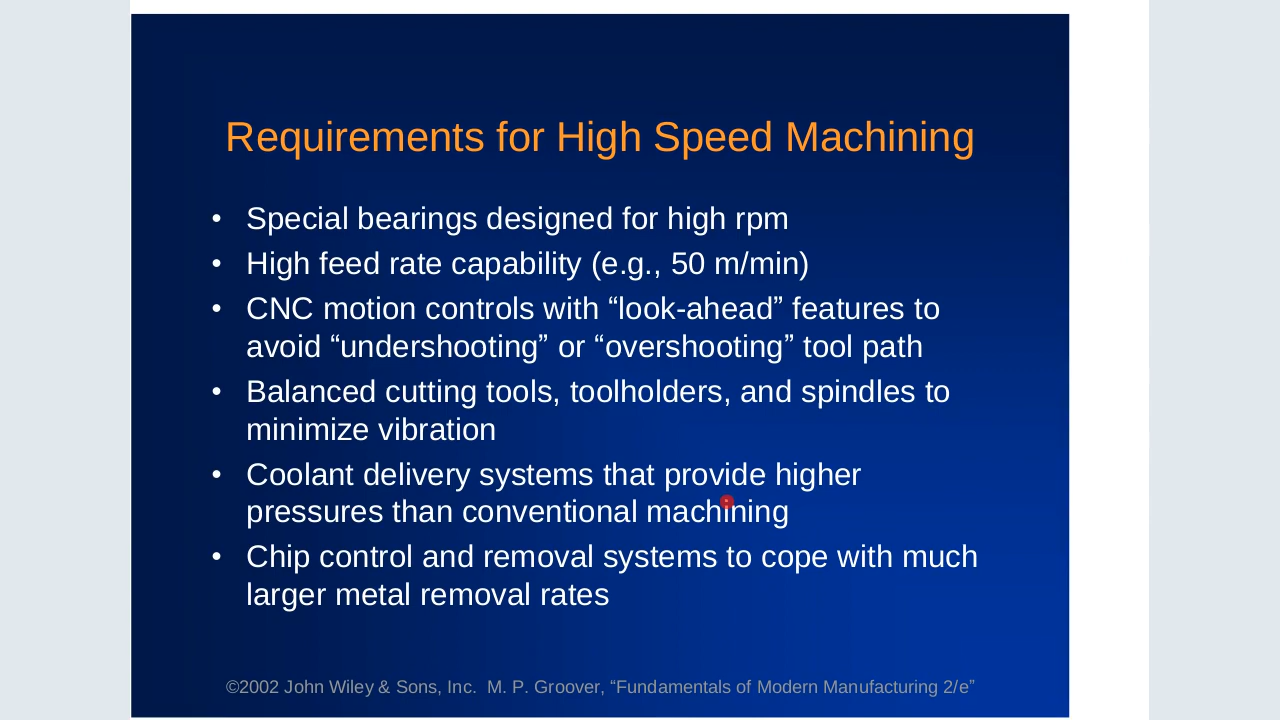 Requirements for High Speed Machining
• Special bearings designed for high rpm
• High feed rate capability (e.g., 50 m/min)
• CNC motion controls with “look-ahead” features to
avoid “undershooting” or “overshooting” tool path
• Balanced cutting tools, toolholders, and spindles to
minimize vibration
• Coolant delivery systems that provide higher
pressures than conventional machining
• Chip control and removal systems to cope with much
larger metal removal rates
©2002 John Wiley & Sons, Inc.  M. P. Groover, “Fundamentals of Modern Manufacturing 2/e”